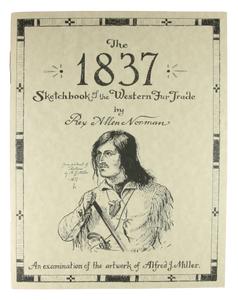 The
1837
Sketchbook of the Western Fur Trade
by
Rex Allen Norman
An examination of the artwork of Alfred J. Miller.